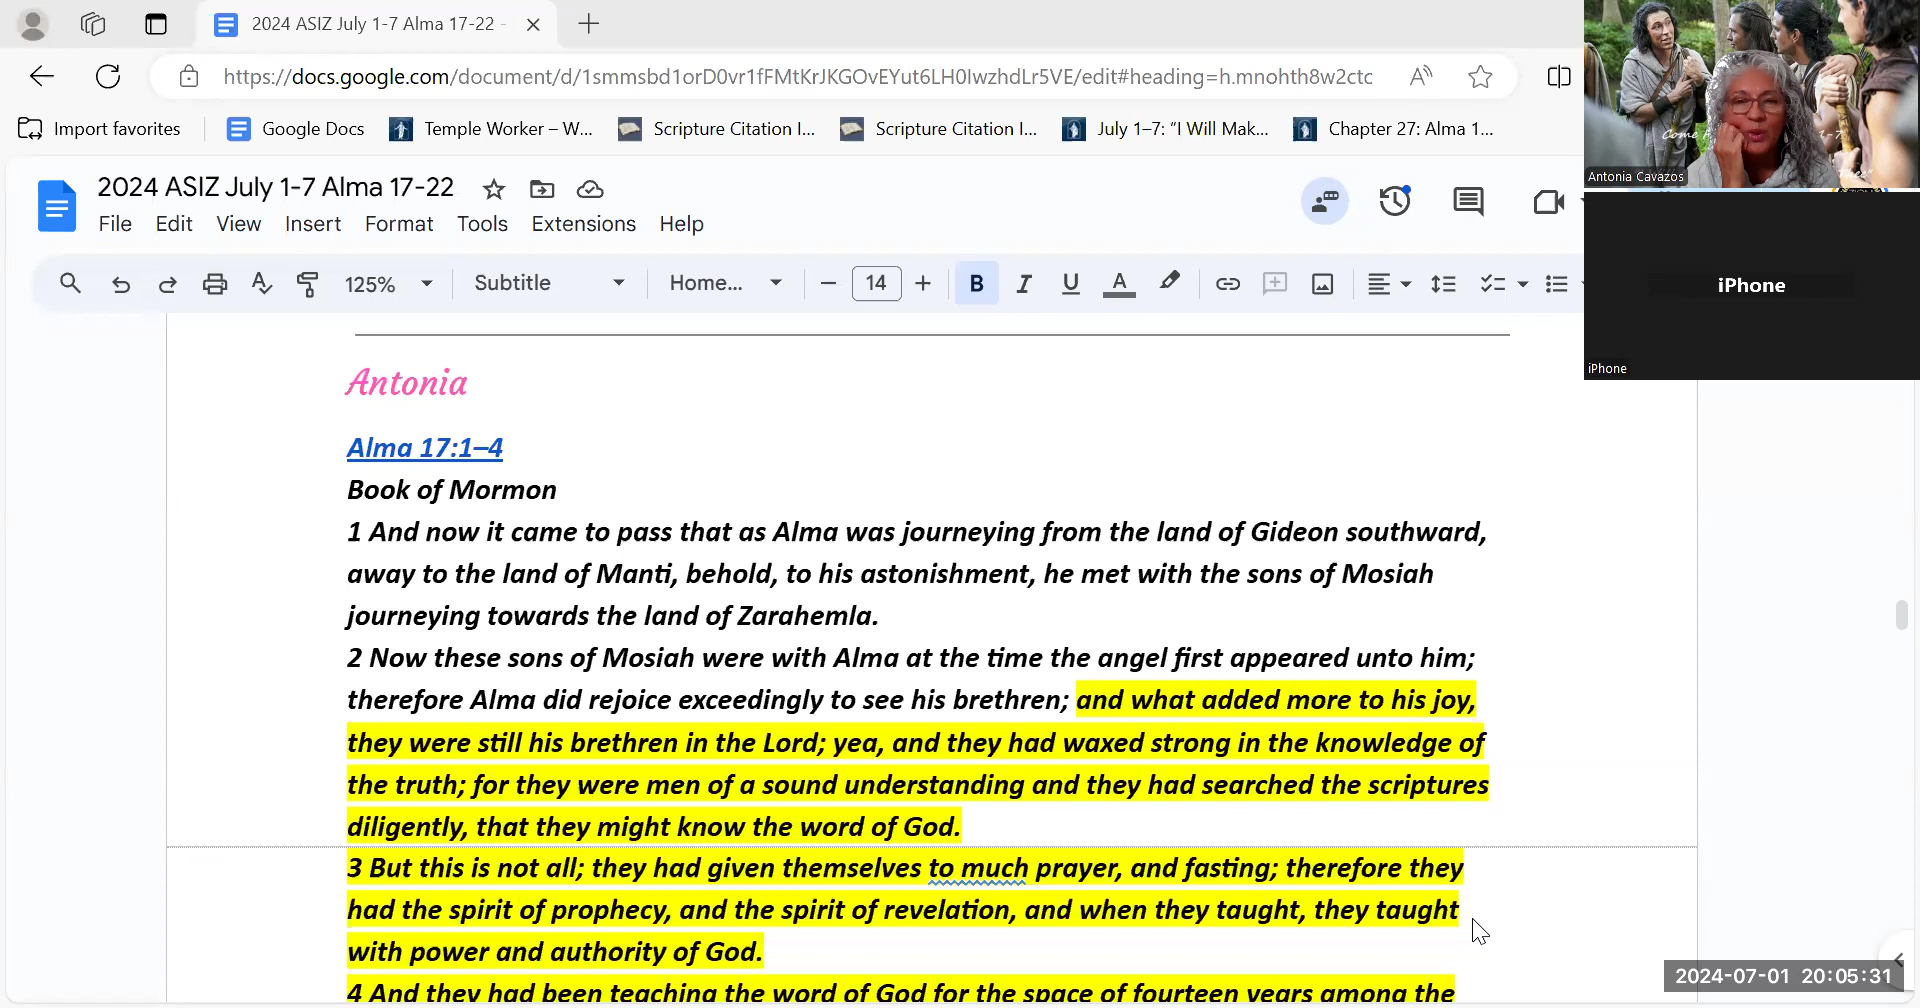 2024 ASIZ July 1-7 Alma 17-22 -
https://docs.google.com/document/d/1smmsbd1orD0vr1fFMtKrJKGOvEYut6LH0IwzhdLr5VE/edit#heading=h.mnohth8w2ctc
Import favorites
Google Docs
Temple Worker – W...
Scripture Citation I...
Scripture Citation I...
July 1–7: “I Will Mak...
Chapter 27: Alma 1...
Come
1-7
Thee"
Antonia Cavazos
2024 ASIZ July 1-7 Alma 17-22
File Edit View Insert Format Tools Extensions Help
125% Subtitle Home... 14 B I U A
iPhone
iPhone
Antonia
Alma 17:1–4
Book of Mormon
1 And now it came to pass that as Alma was journeying from the land of Gideon southward,
away to the land of Manti, behold, to his astonishment, he met with the sons of Mosiah
journeying towards the land of Zarahemla.
2 Now these sons of Mosiah were with Alma at the time the angel first appeared unto him;
therefore Alma did rejoice exceedingly to see his brethren; and what added more to his joy,
they were still his brethren in the Lord; yea, and they had waxed strong in the knowledge of
the truth; for they were men of a sound understanding and they had searched the scriptures
diligently, that they might know the word of God.
3 But this is not all; they had given themselves to much prayer, and fasting; therefore they
had the spirit of prophecy, and the spirit of revelation, and when they taught, they taught
with power and authority of God.
4 And they had been teaching the word of God for the space of fourteen years among the
2024-07-01 20:05:31